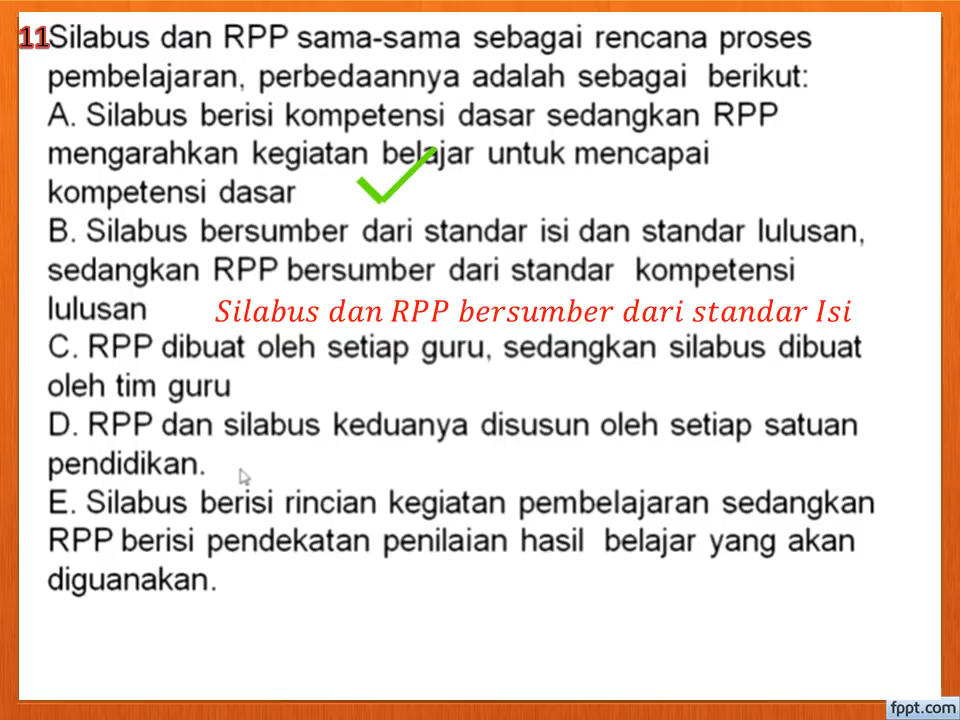 11Silabus dan RPP sama-sama sebagai rencana proses
pembelajaran, perbedaannya adalah sebagai berikut:
A. Silabus berisi kompetensi dasar sedangkan RPP
mengarahkan kegiatan belajar untuk mencapai
kompetensi dasar
B. Silabus bersumber dari standar isi dan standar lulusan,
sedangkan RPP bersumber dari standar kompetensi
lulusan
Silabus dan RPP bersumber dari standar Isi
C. RPP dibuat oleh setiap guru, sedangkan silabus dibuat
oleh tim guru
D. RPP dan silabus keduanya disusun oleh setiap satuan
pendidikan.
E. Silabus berisi rincian kegiatan pembelajaran sedangkan
RPP berisi pendekatan penilaian hasil belajar yang akan
diguanakan.
fppt.com